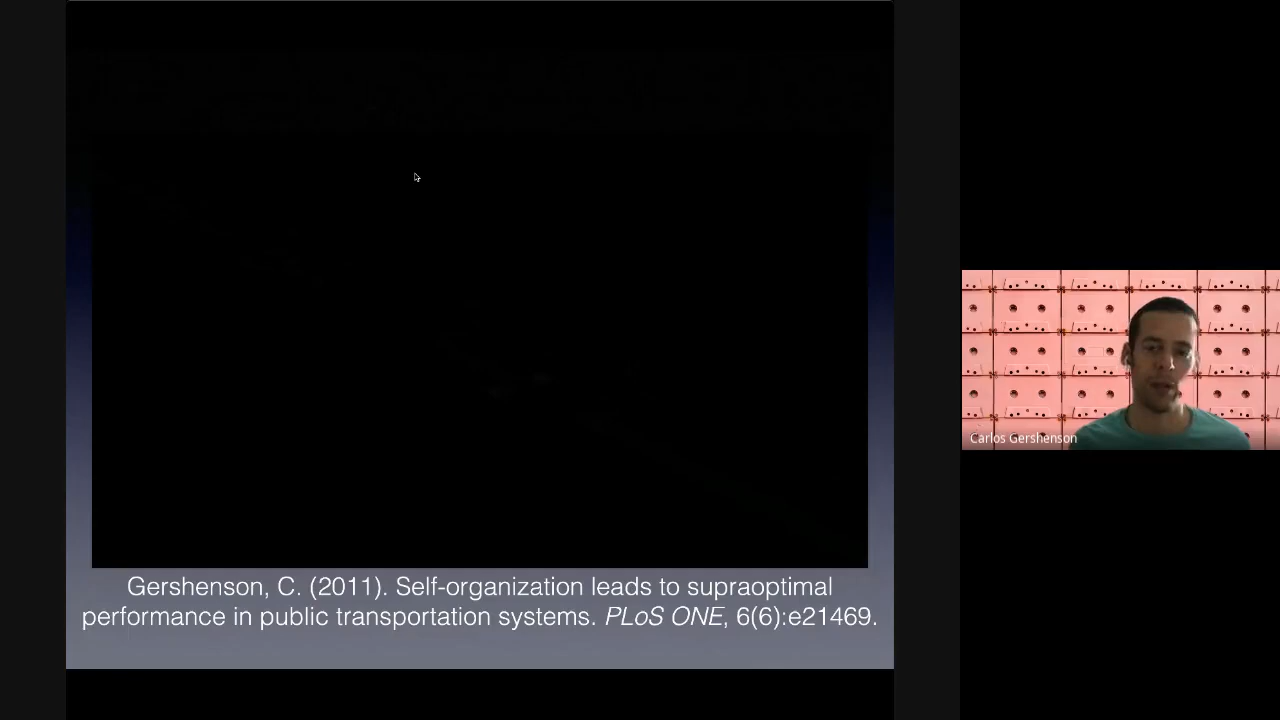 Gershenson, C. (2011). Self-organization leads to supraoptimal
performance in public transportation systems. PLoS ONE, 6(6):e21469.
Carlos Gershenson